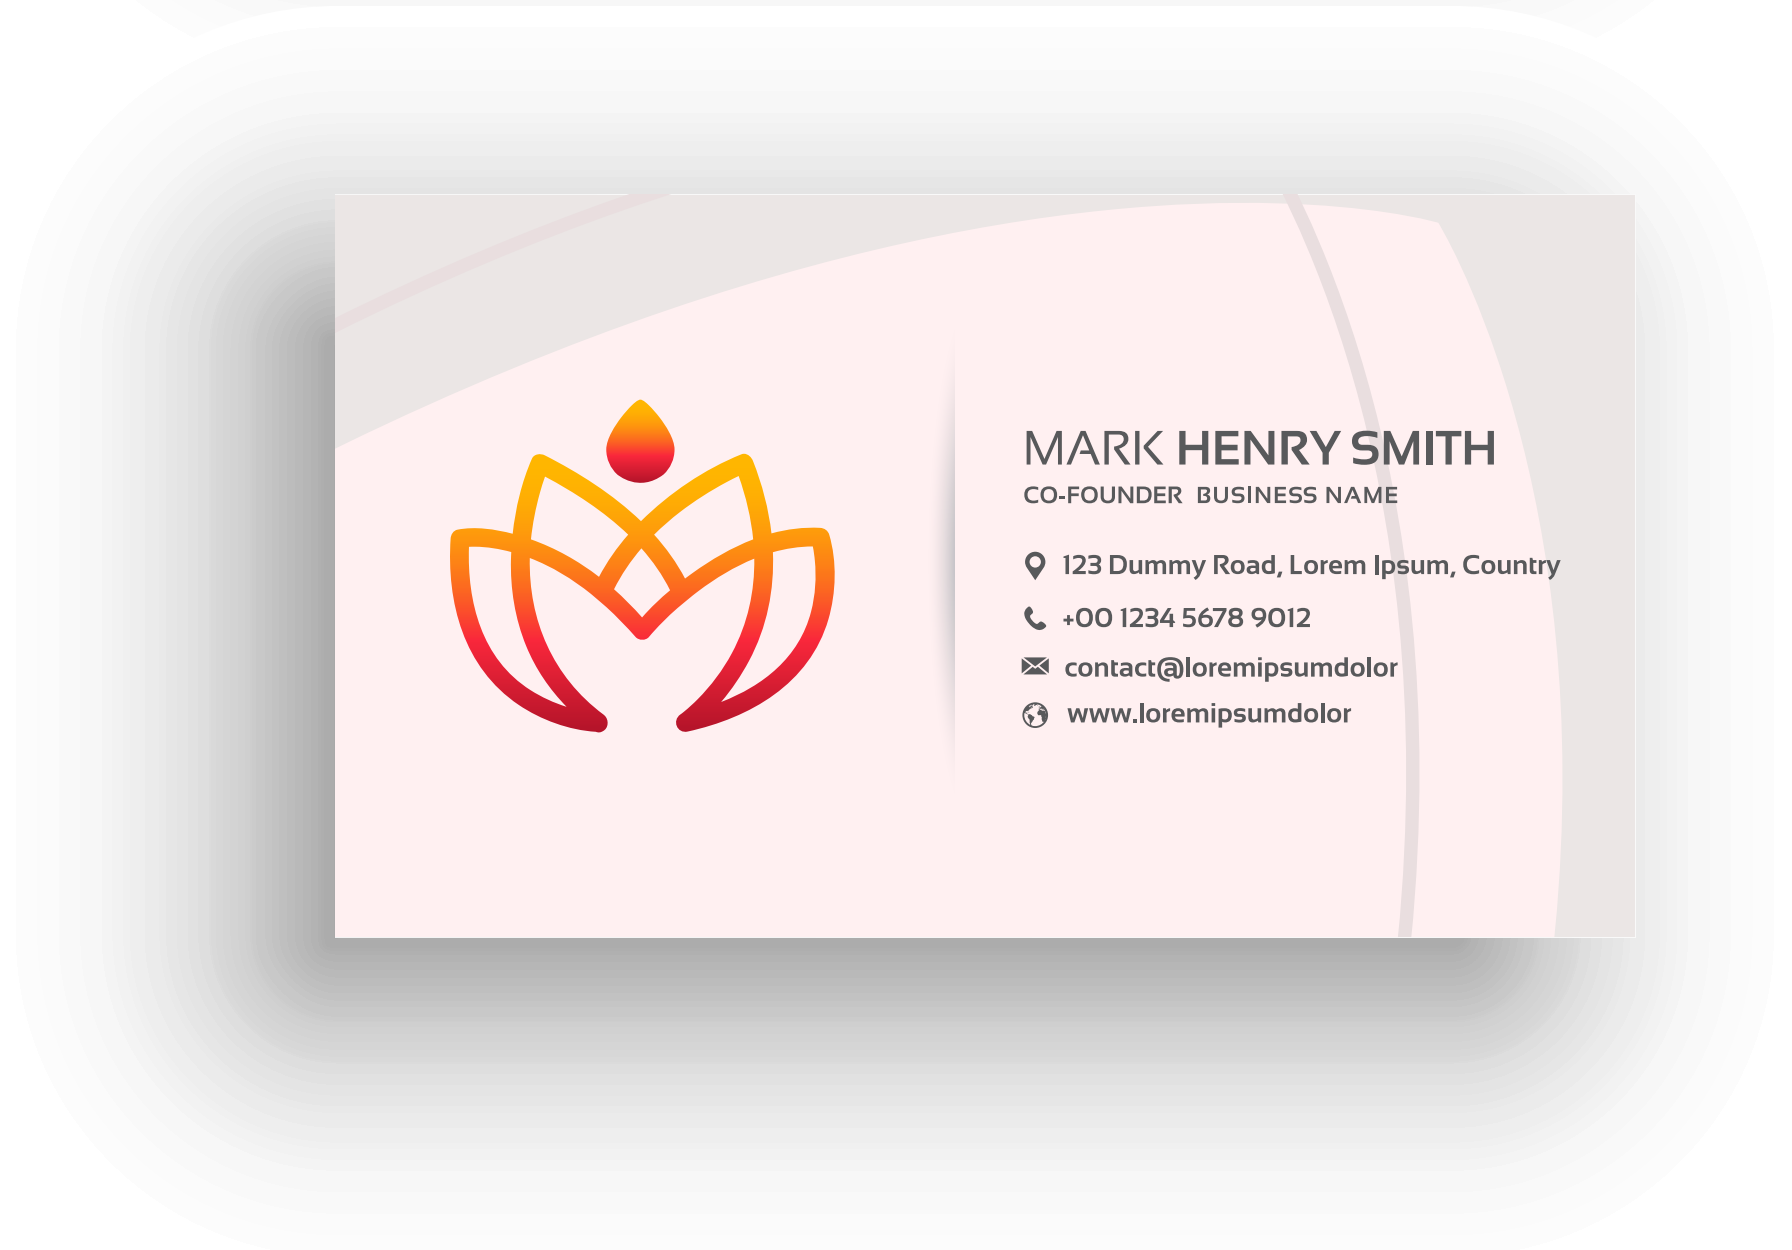 MARK HENRY SMITH
CO-FOUNDER BUSINESS NAME
123 Dummy Road, Lorem Ipsum, Country
+00 1234 5678 9012
contact@loremipsumdolor
www.loremipsumdolor